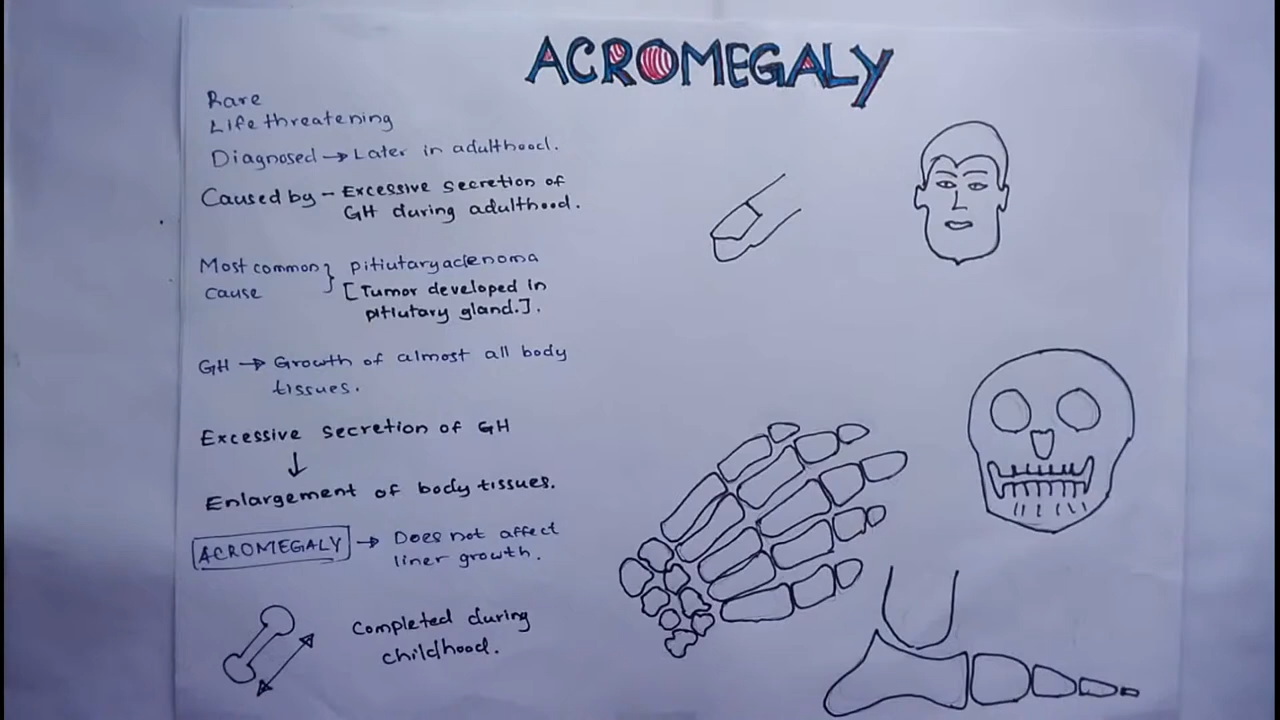 ACROMEGALY
Rare
Life threatening
Diagnosed → Later in adulthood.
Caused by - Excessive secretion of
GH during adulthood.
Most common } pitiutary adenoma
cause [Tumor developed in
pitiutary gland.].
GH → Growth of almost all body
tissues.
Excessive secretion of GH
↓
Enlargement of body tissues.
ACROMEGALY → Does not affect
liner growth.
Completed during
childhood.